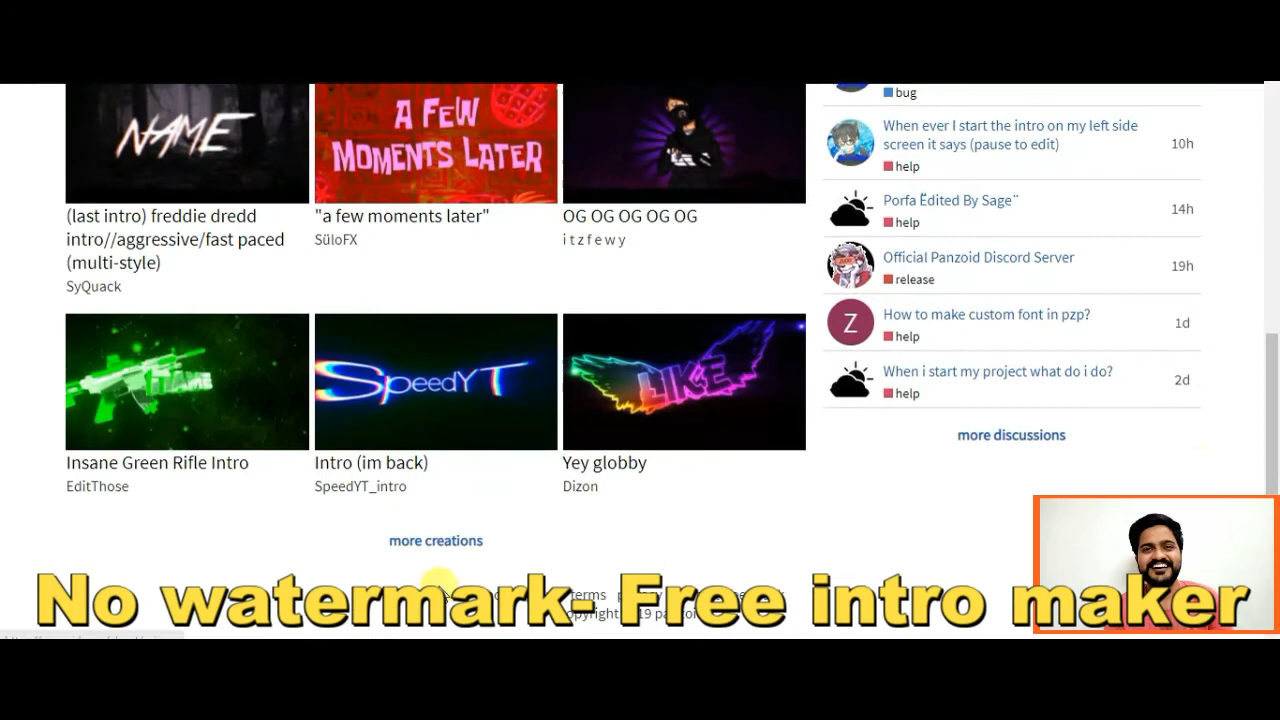 NAME
A FEW
MOMENTS LATER
(last intro) freddie dredd
intro//aggressive/fast paced
(multi-style)
SyQuack
"a few moments later"
SüloFX
OG OG OG OG OG
i t z f e w y
NAME
SpeedYT
LIKE
Insane Green Rifle Intro
EditThose
Intro (im back)
SpeedYT_intro
Yey globby
Dizon
more creations
bug
When ever I start the intro on my left side
screen it says (pause to edit)
10h
help
Porfa Ëdited By Sage¨
14h
help
Official Panzoid Discord Server
19h
release
Z
How to make custom font in pzp?
1d
help
When i start my project what do i do?
2d
help
more discussions
terms
No watermark- Free intro maker